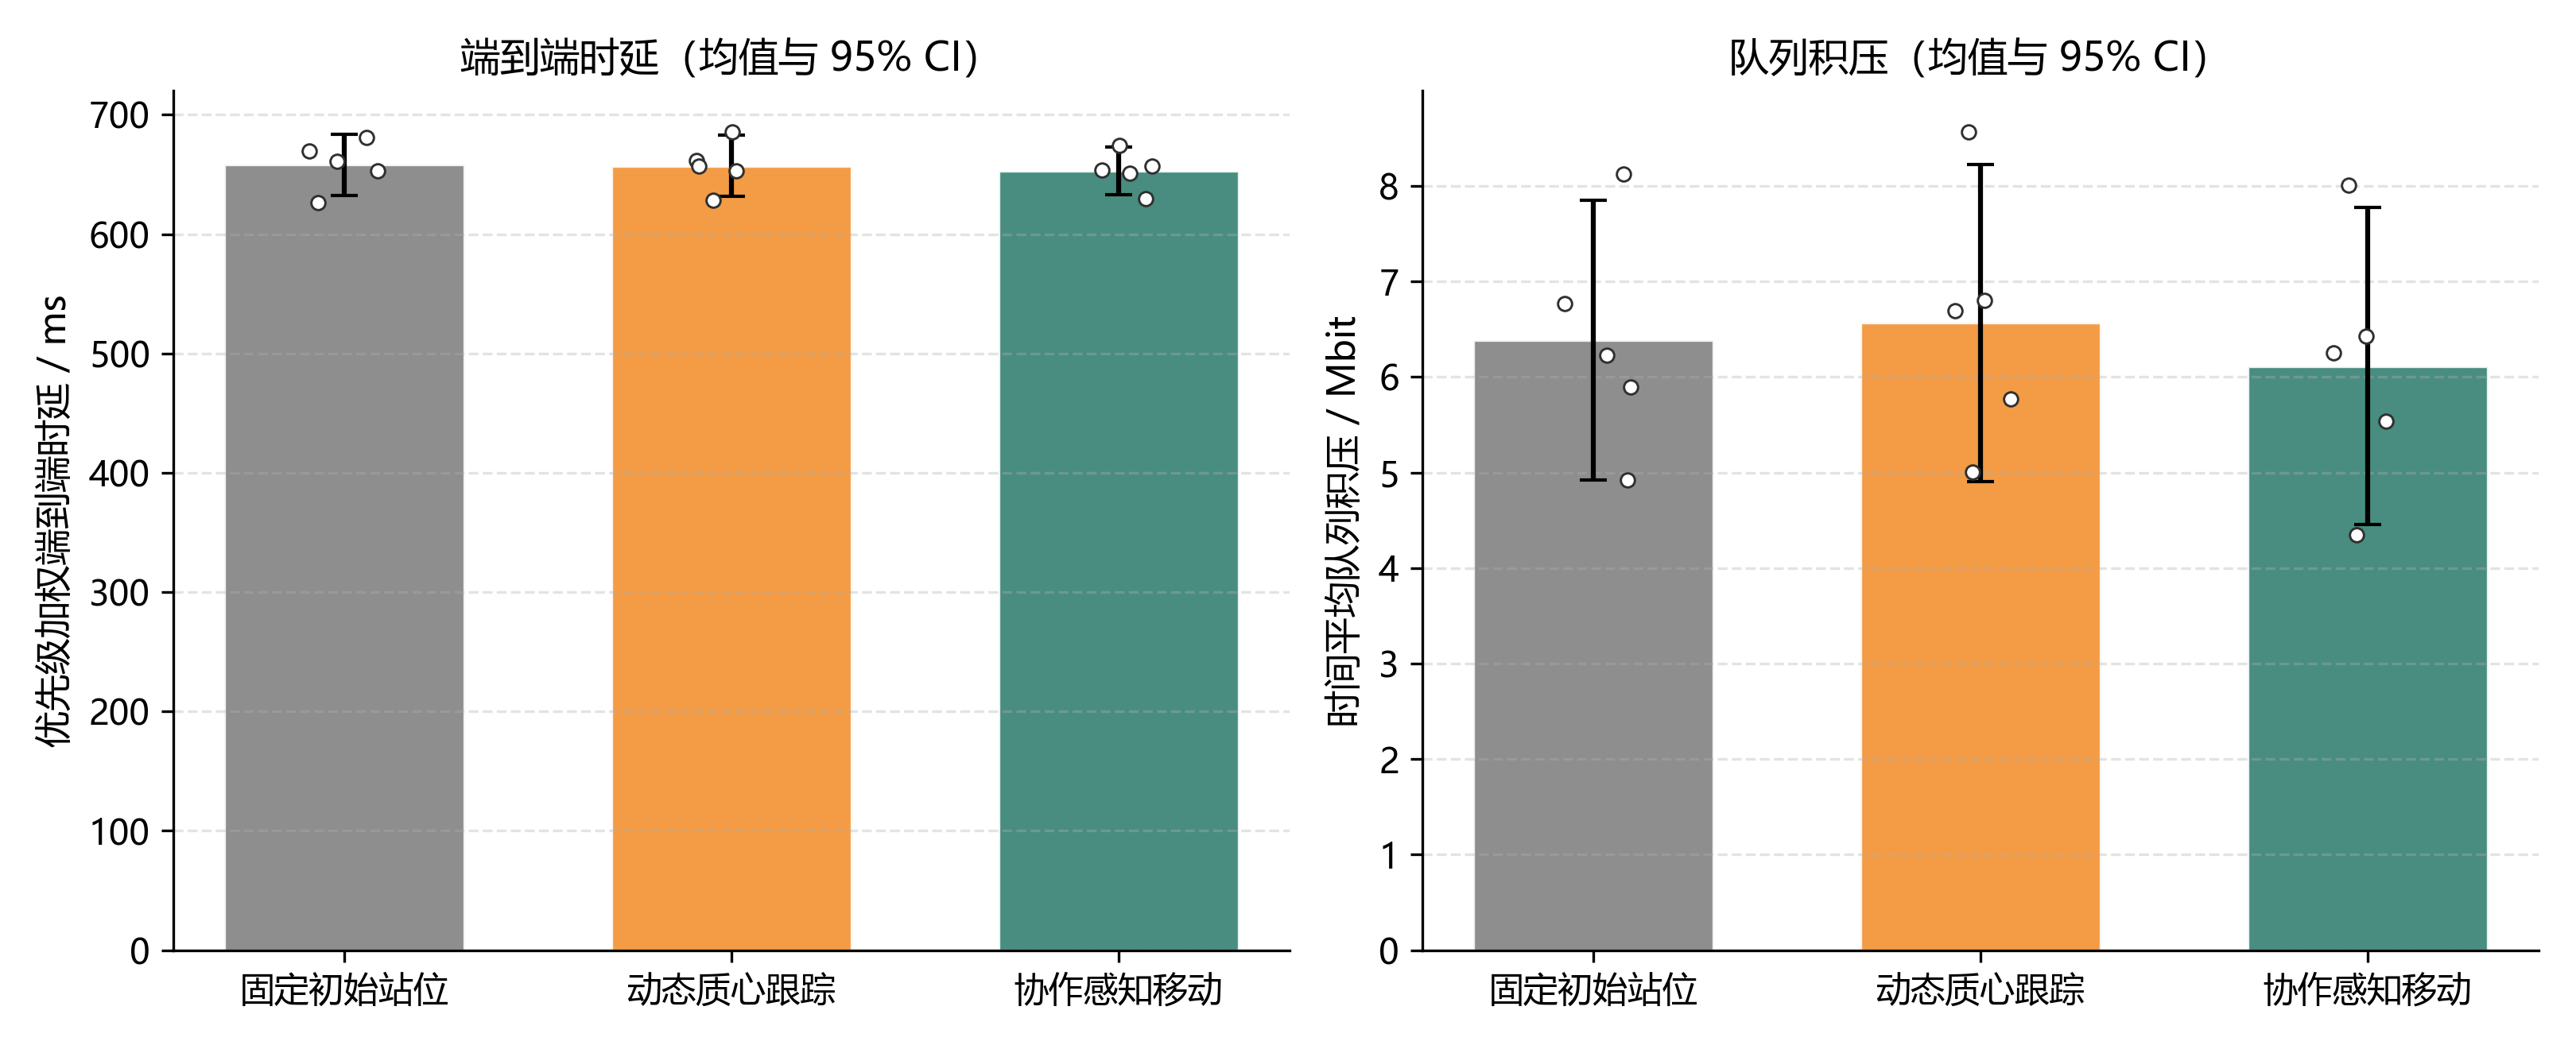 端到端时延（均值与 95% CI）
优先级加权端到端时延 / ms
700
600
500
400
300
200
100
0
固定初始站位
动态质心跟踪
协作感知移动
队列积压（均值与 95% CI）
时间平均队列积压 / Mbit
8
7
6
5
4
3
2
1
0
固定初始站位
动态质心跟踪
协作感知移动